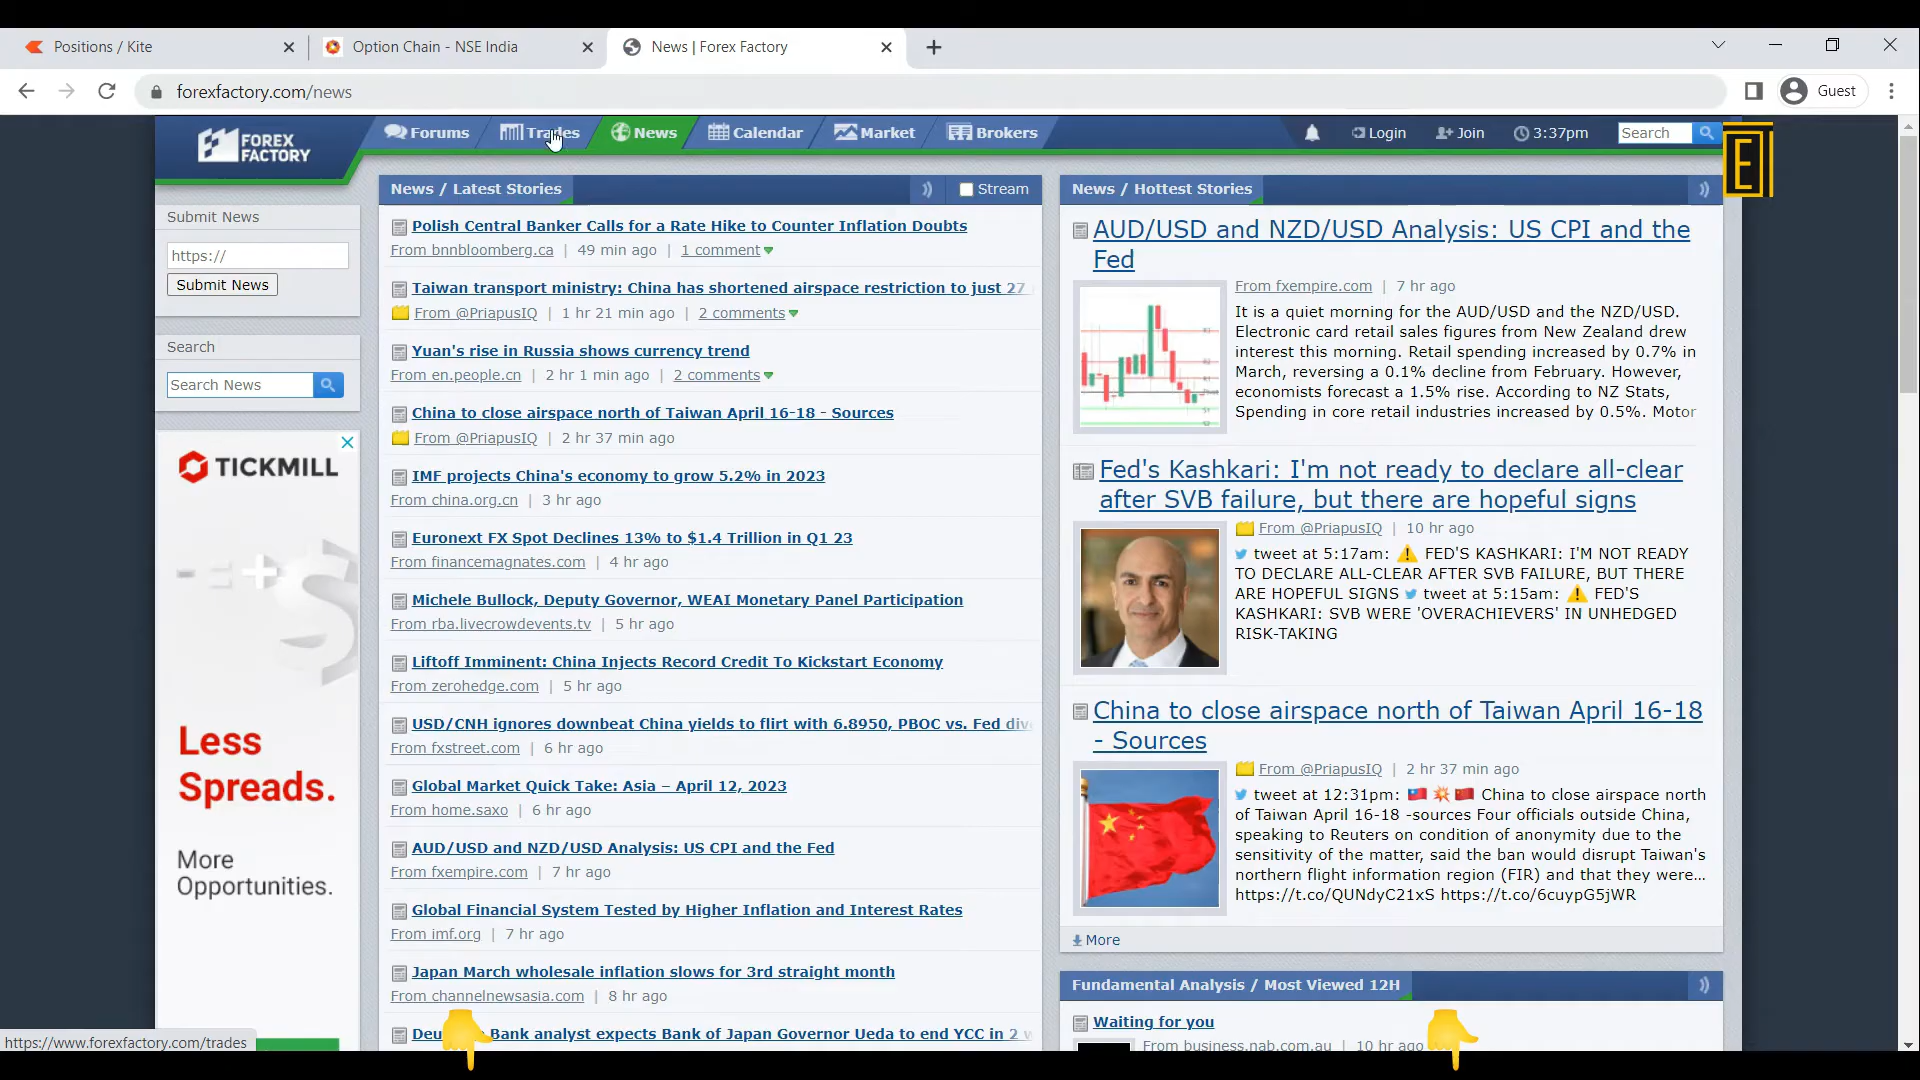 Positions / Kite
Option Chain - NSE India
News | Forex Factory
forexfactory.com/news
Guest
FOREX
FACTORY
Forums
Trades
News
Calendar
Market
Brokers
Login
Join
3:37pm
Search
E
Submit News
https://
Submit News
Search
Search News
TICKMILL
Less
Spreads.
More
Opportunities.
News / Latest Stories
Stream
Polish Central Banker Calls for a Rate Hike to Counter Inflation Doubts
From bnnbloomberg.ca | 49 min ago | 1 comment
Taiwan transport ministry: China has shortened airspace restriction to just 27
From @PriapusIQ | 1 hr 21 min ago | 2 comments
Yuan's rise in Russia shows currency trend
From en.people.cn | 2 hr 1 min ago | 2 comments
China to close airspace north of Taiwan April 16-18 - Sources
From @PriapusIQ | 2 hr 37 min ago
IMF projects China's economy to grow 5.2% in 2023
From china.org.cn | 3 hr ago
Euronext FX Spot Declines 13% to $1.4 Trillion in Q1 23
From financemagnates.com | 4 hr ago
Michele Bullock, Deputy Governor, WEAI Monetary Panel Participation
From rba.livecrowdevents.tv | 5 hr ago
Liftoff Imminent: China Injects Record Credit To Kickstart Economy
From zerohedge.com | 5 hr ago
USD/CNH ignores downbeat China yields to flirt with 6.8950, PBOC vs. Fed
From fxstreet.com | 6 hr ago
Global Market Quick Take: Asia – April 12, 2023
From home.saxo | 6 hr ago
AUD/USD and NZD/USD Analysis: US CPI and the Fed
From fxempire.com | 7 hr ago
Global Financial System Tested by Higher Inflation and Interest Rates
From imf.org | 7 hr ago
Japan March wholesale inflation slows for 3rd straight month
From channelnewsasia.com | 8 hr ago
Bank analyst expects Bank of Japan Governor Ueda to end YCC in 2
News / Hottest Stories
AUD/USD and NZD/USD Analysis: US CPI and the
Fed
From fxempire.com | 7 hr ago
It is a quiet morning for the AUD/USD and the NZD/USD.
Electronic card retail sales figures from New Zealand drew
interest this morning. Retail spending increased by 0.7% in
March, reversing a 0.1% decline from February. However,
economists forecast a 1.5% rise. According to NZ Stats,
Spending in core retail industries increased by 0.5%. Motor
Fed's Kashkari: I'm not ready to declare all-clear
after SVB failure, but there are hopeful signs
From @PriapusIQ | 10 hr ago
tweet at 5:17am: ⚠ FED'S KASHKARI: I'M NOT READY
TO DECLARE ALL-CLEAR AFTER SVB FAILURE, BUT THERE
ARE HOPEFUL SIGNS tweet at 5:15am: ⚠ FED'S
KASHKARI: SVB WERE 'OVERACHIEVERS' IN UNHEDGED
RISK-TAKING
China to close airspace north of Taiwan April 16-18
- Sources
From @PriapusIQ | 2 hr 37 min ago
tweet at 12:31pm: 🇹🇼 💥 🇨🇳 China to close airspace north
of Taiwan April 16-18 -sources Four officials outside China,
speaking to Reuters on condition of anonymity due to the
sensitivity of the matter, said the ban would disrupt Taiwan's
northern flight information region (FIR) and that they were...
https://t.co/QUNdyC21xS https://t.co/6cuypG5jWR
More
Fundamental Analysis / Most Viewed 12H
Waiting for you
From business.nab.com.au | 10 hr ago
https://www.forexfactory.com/trades